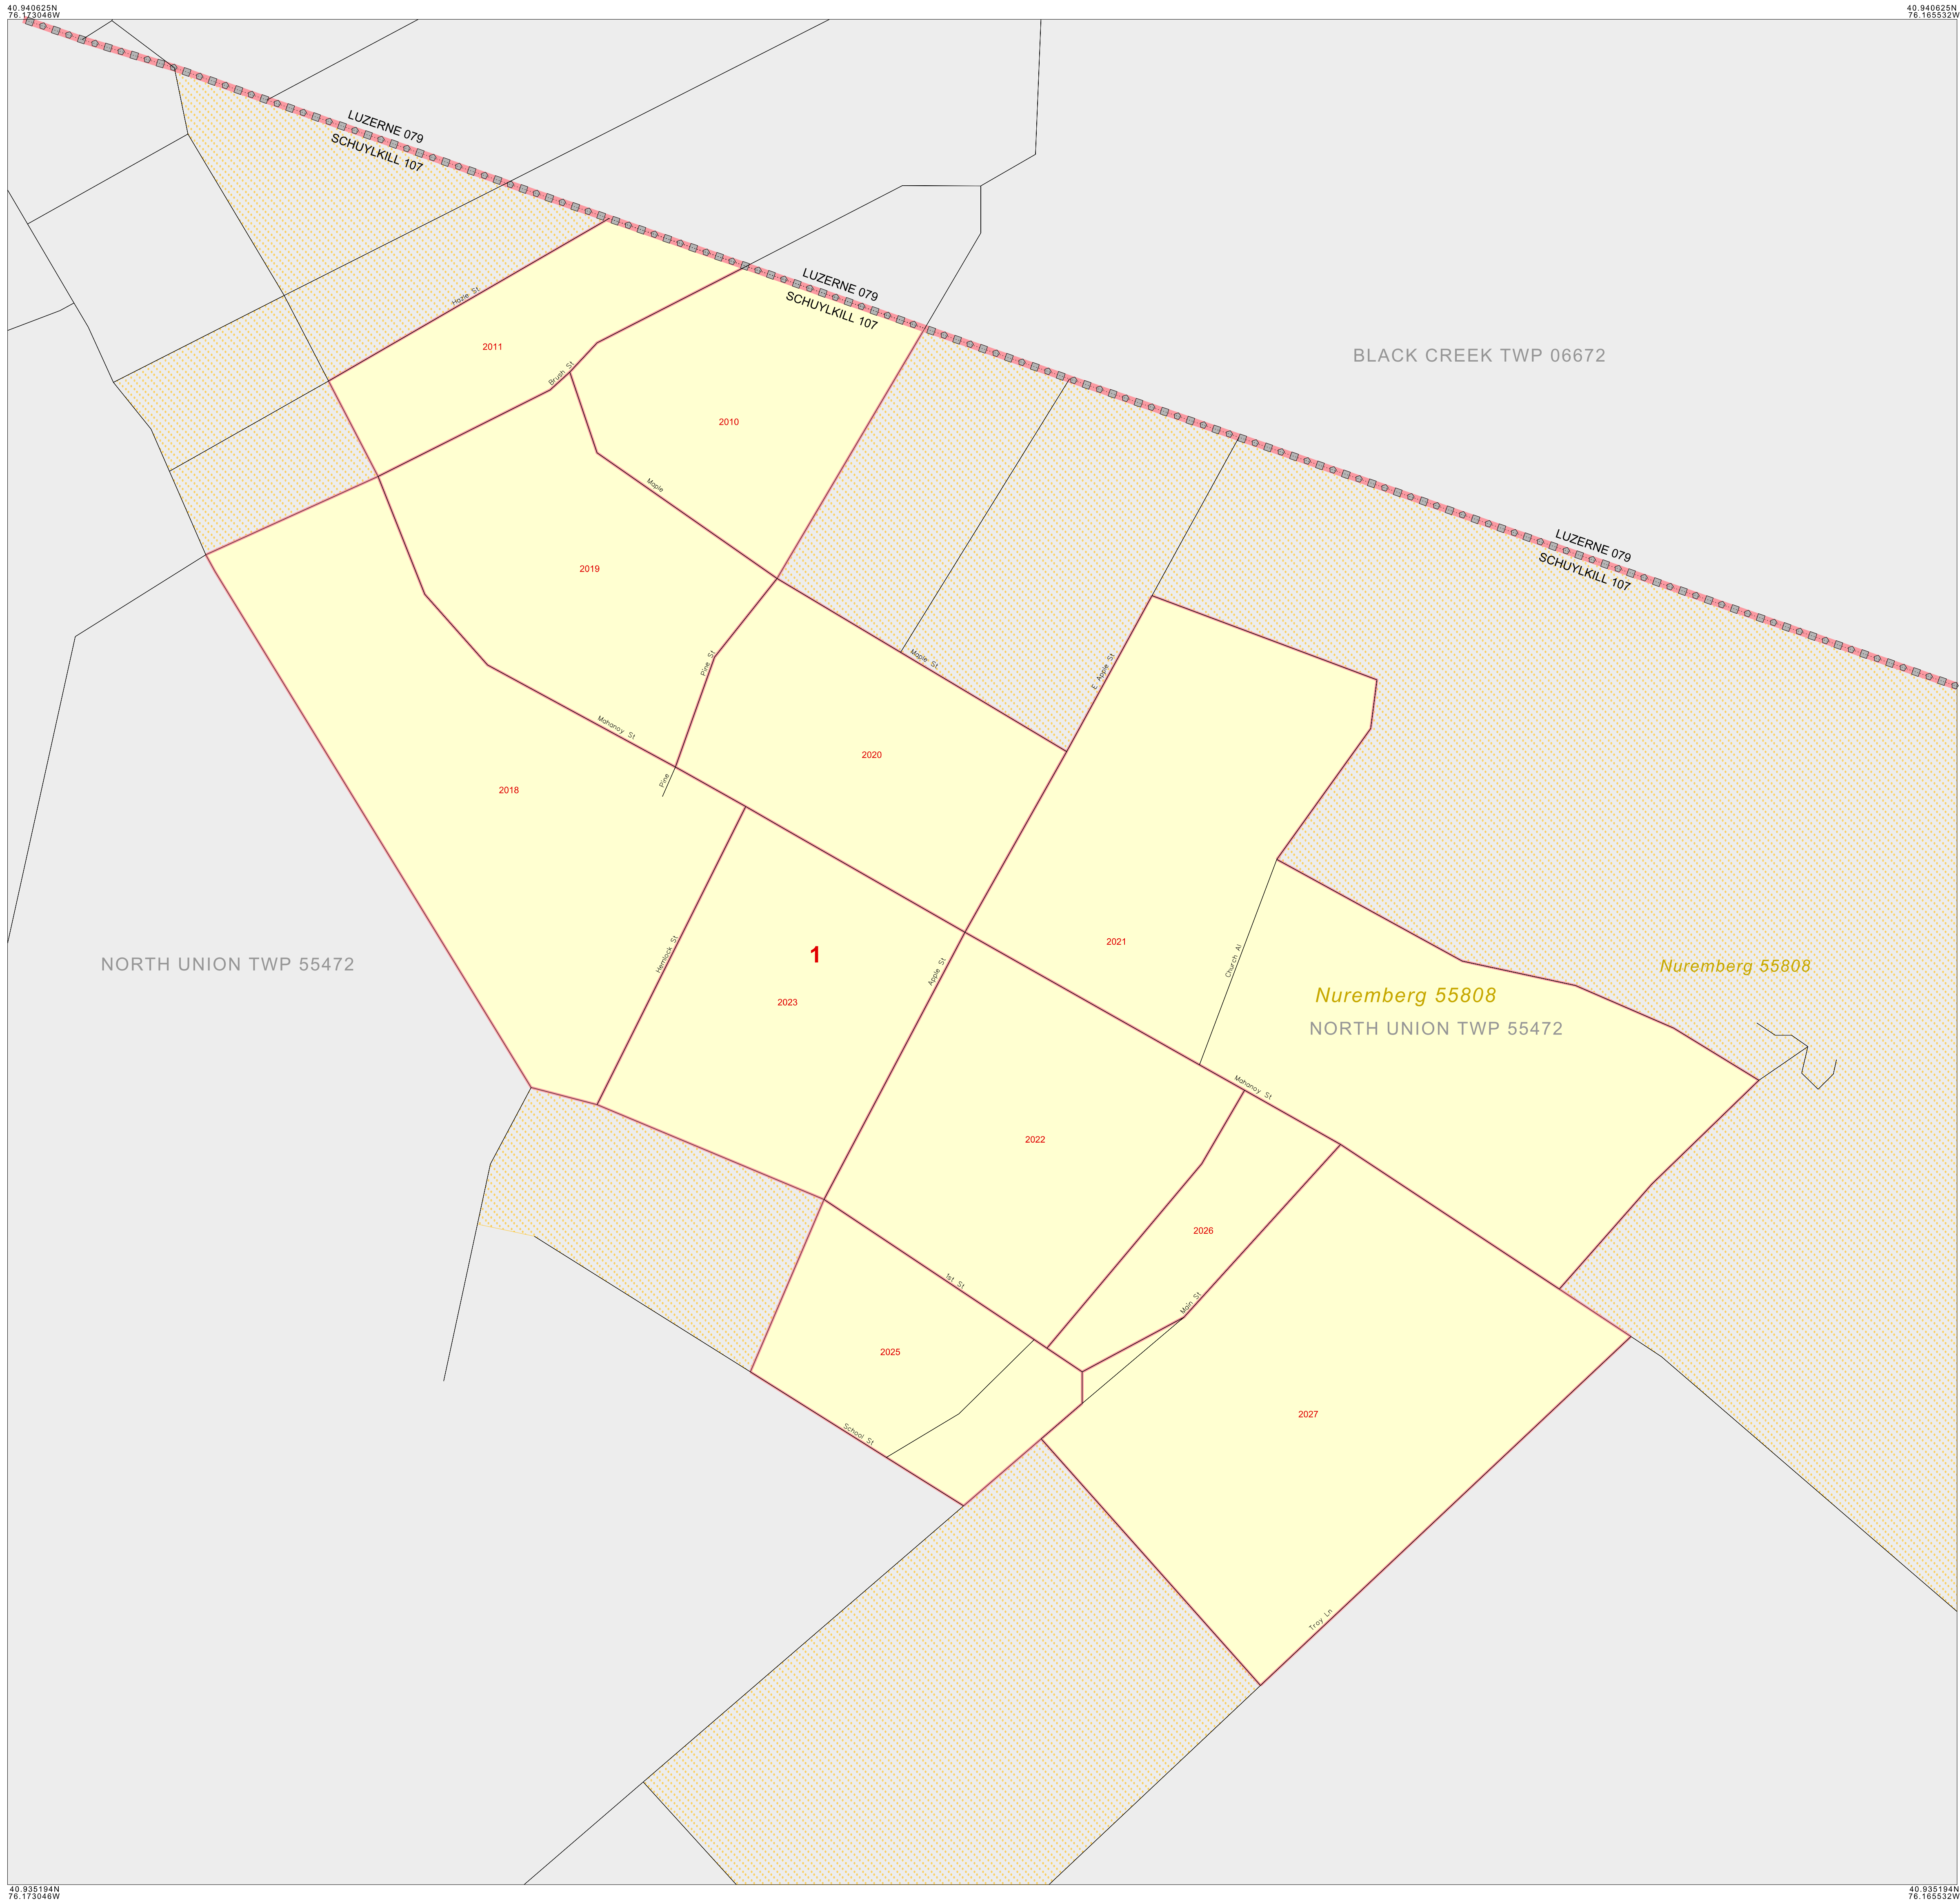 40.940625N
76.173046W
40.940625N
76.165532W
LUZERNE 079
SCHUYLKILL 107
LUZERNE 079
SCHUYLKILL 107
Hazle St
2011
BLACK CREEK TWP 06672
Brush St
2010
Maple
LUZERNE 079
SCHUYLKILL 107
2019
Pine St
Maple St
E Apple St
Mahanoy St
2020
Pine
2018
Hemlock St
1
2021
Apple St
Church Al
NORTH UNION TWP 55472
Nuremberg 55808
Nuremberg 55808
2023
NORTH UNION TWP 55472
Mahanoy St
2022
2026
1st St
Main St
2025
2027
School St
Troy Ln
40.935194N
76.173046W
40.935194N
76.165532W